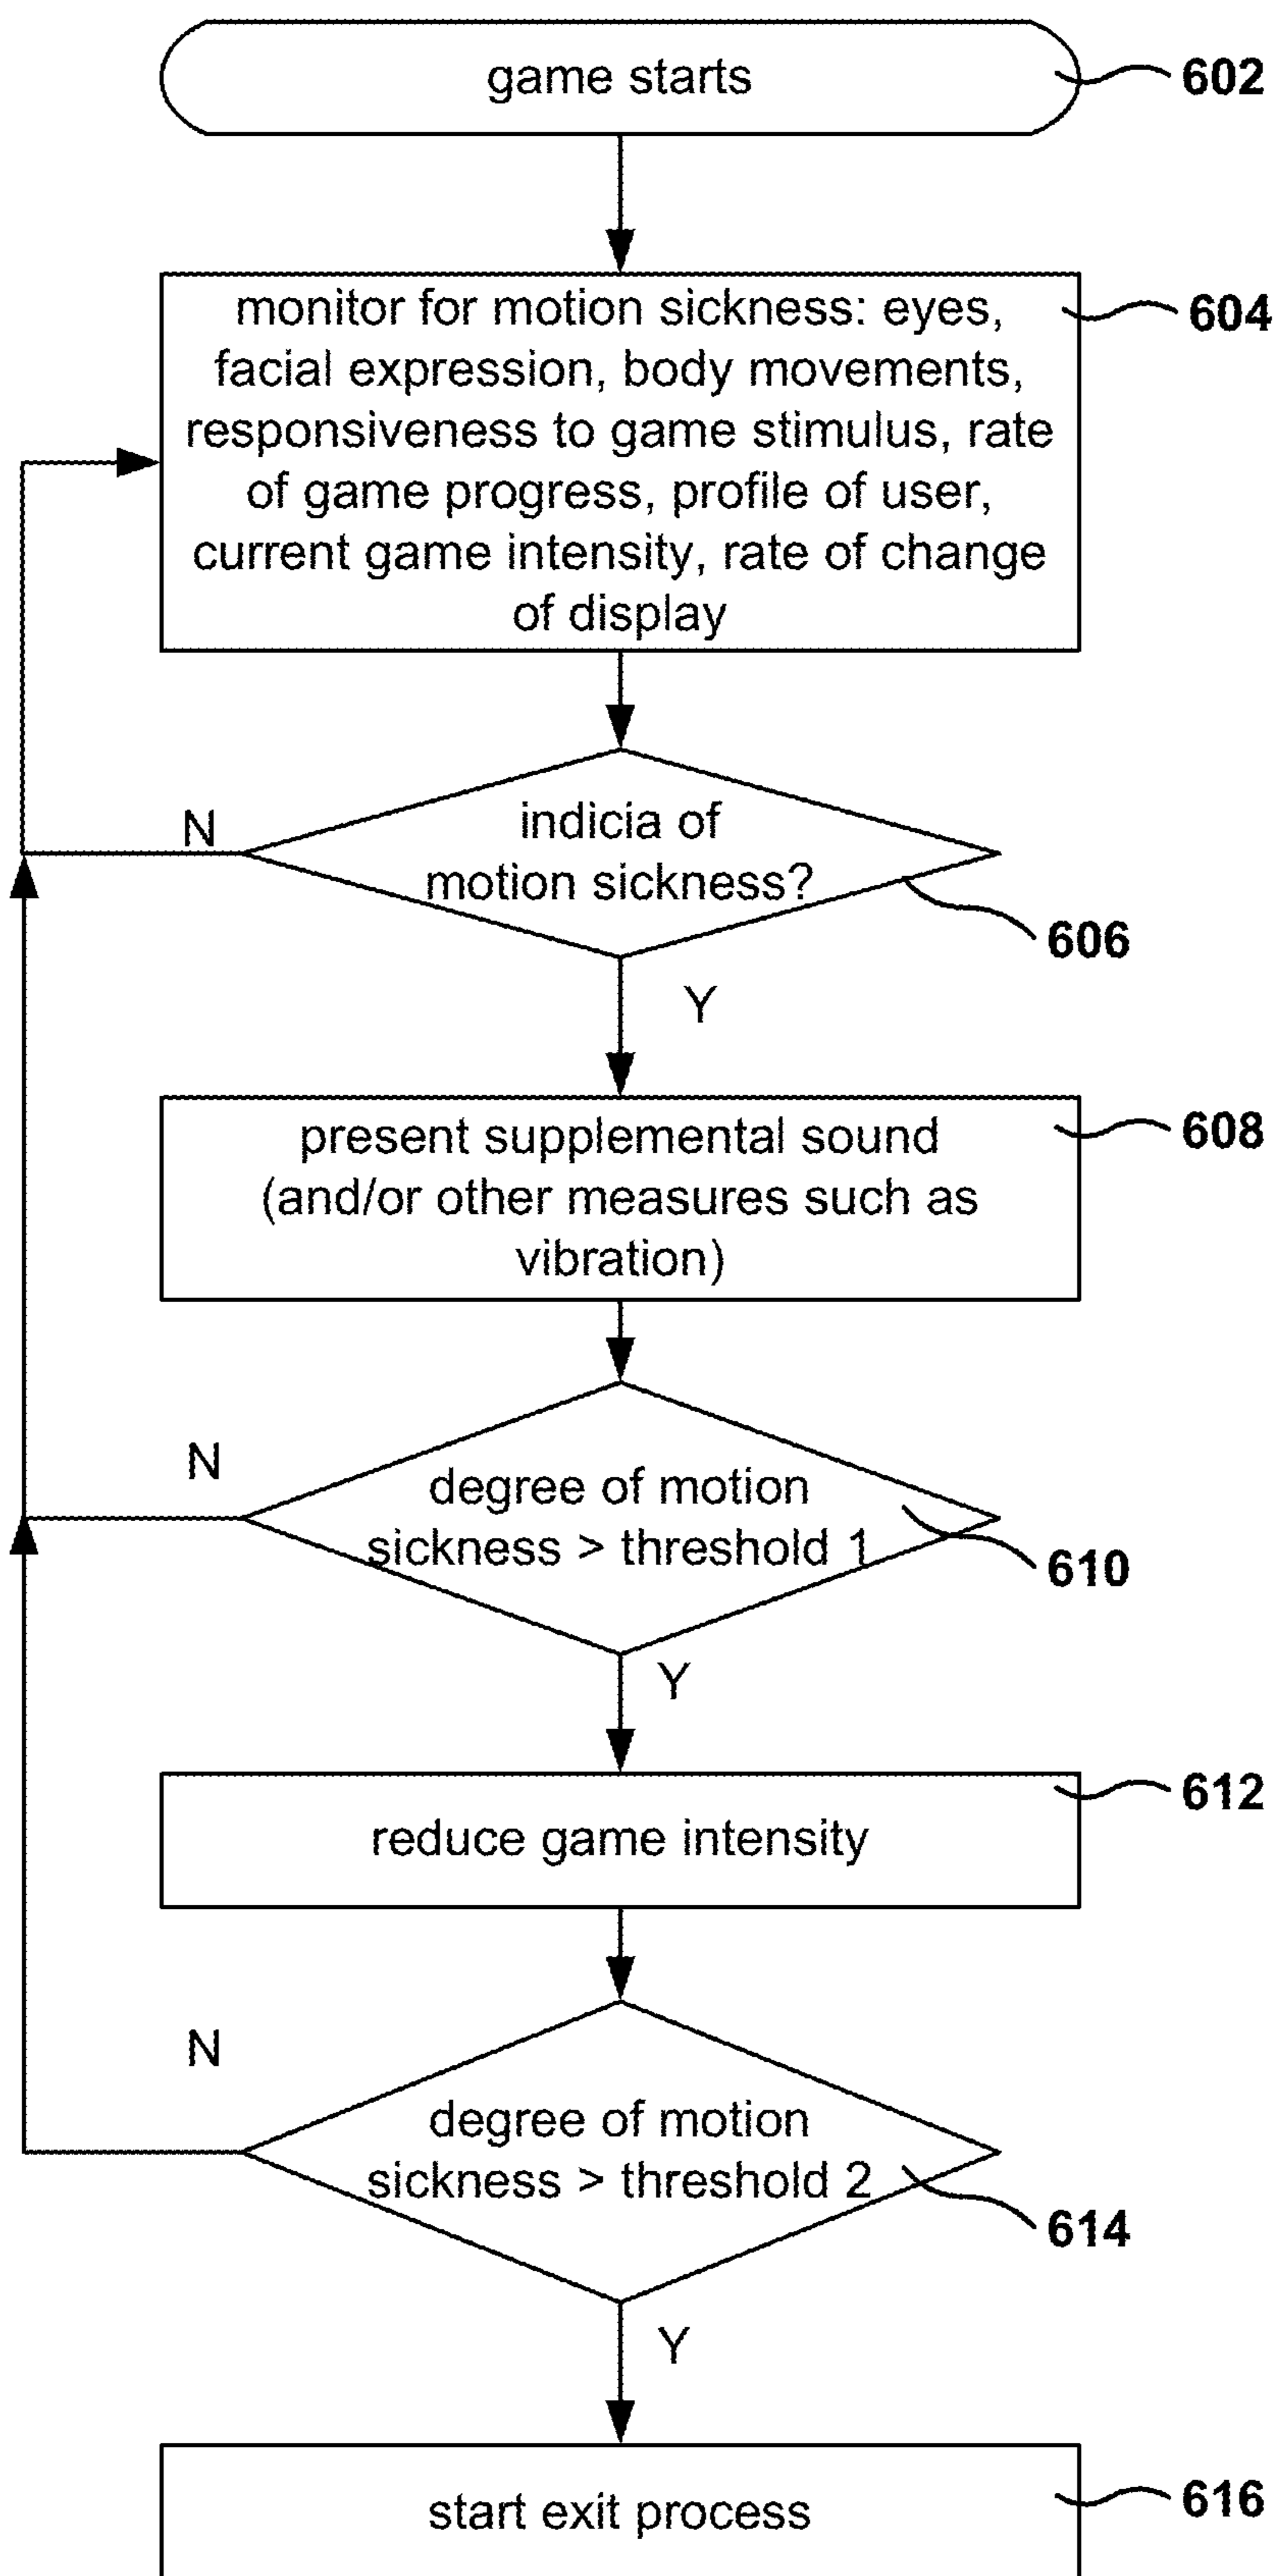 game starts
602
monitor for motion sickness: eyes,
facial expression, body movements,
responsiveness to game stimulus, rate
of game progress, profile of user,
current game intensity, rate of change
of display
604
N
indicia of
motion sickness?
606
Y
present supplemental sound
(and/or other measures such as
vibration)
608
N
degree of motion
sickness > threshold 1
610
Y
reduce game intensity
612
N
degree of motion
sickness > threshold 2
614
Y
start exit process
616